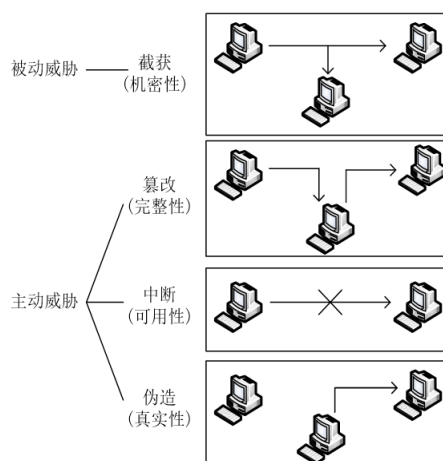 被动威胁
截获
(机密性)
篡改
(完整性)
主动威胁
中断
(可用性)
伪造
(真实性)